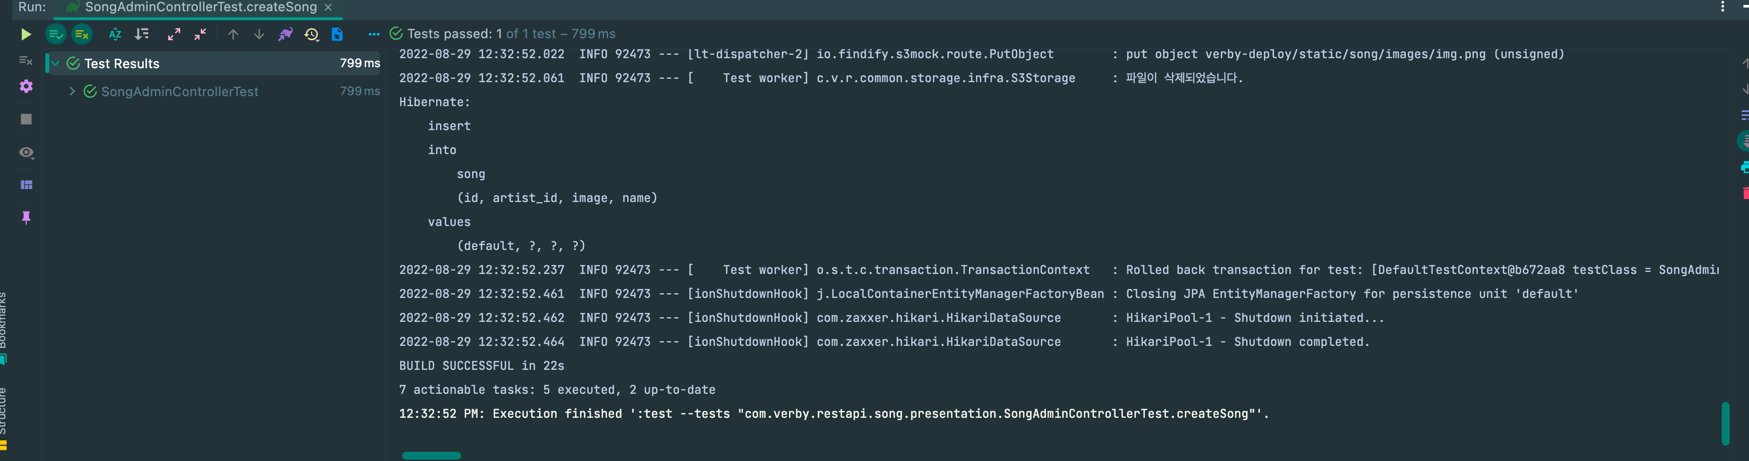 Run: SongAdminControllerTest.createSong ×
Tests passed: 1 of 1 test – 799 ms
Test Results 799 ms
SongAdminControllerTest 799 ms
2022-08-29 12:32:52.022  INFO 92473 --- [lt-dispatcher-2] io.findify.s3mock.route.PutObject        : put object verby-deploy/static/song/images/img.png (unsigned)
2022-08-29 12:32:52.061  INFO 92473 --- [    Test worker] c.v.r.common.storage.infra.S3Storage     : 파일이 삭제되었습니다.
Hibernate:
insert
into
song
(id, artist_id, image, name)
values
(default, ?, ?, ?)
2022-08-29 12:32:52.237  INFO 92473 --- [    Test worker] o.s.t.c.transaction.TransactionContext   : Rolled back transaction for test: [DefaultTestContext@b672aa8 testClass = SongAdmin
2022-08-29 12:32:52.461  INFO 92473 --- [ionShutdownHook] j.LocalContainerEntityManagerFactoryBean : Closing JPA EntityManagerFactory for persistence unit 'default'
2022-08-29 12:32:52.462  INFO 92473 --- [ionShutdownHook] com.zaxxer.hikari.HikariDataSource       : HikariPool-1 - Shutdown initiated...
2022-08-29 12:32:52.464  INFO 92473 --- [ionShutdownHook] com.zaxxer.hikari.HikariDataSource       : HikariPool-1 - Shutdown completed.
BUILD SUCCESSFUL in 22s
7 actionable tasks: 5 executed, 2 up-to-date
12:32:52 PM: Execution finished ':test --tests "com.verby.restapi.song.presentation.SongAdminControllerTest.createSong"'.
Bookmarks
Structure